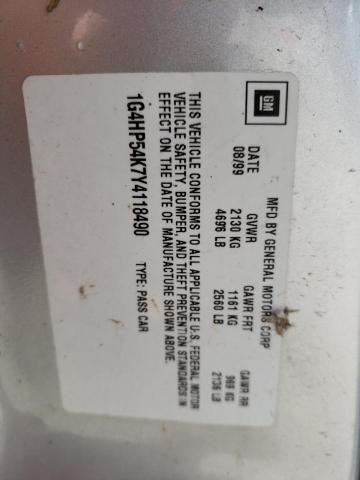 GM
MFD BY GENERAL MOTORS CORP
DATE GVWR GAWR FRT GAWR RR
08/99 2130 KG 1161 KG 969 KG
4696 LB 2560 LB 2136 LB
THIS VEHICLE CONFORMS TO ALL APPLICABLE U.S. FEDERAL MOTOR
VEHICLE SAFETY, BUMPER, AND THEFT PREVENTION STANDARDS IN
EFFECT ON THE DATE OF MANUFACTURE SHOWN ABOVE.
1G4HP54K7Y4118490 TYPE: PASS CAR